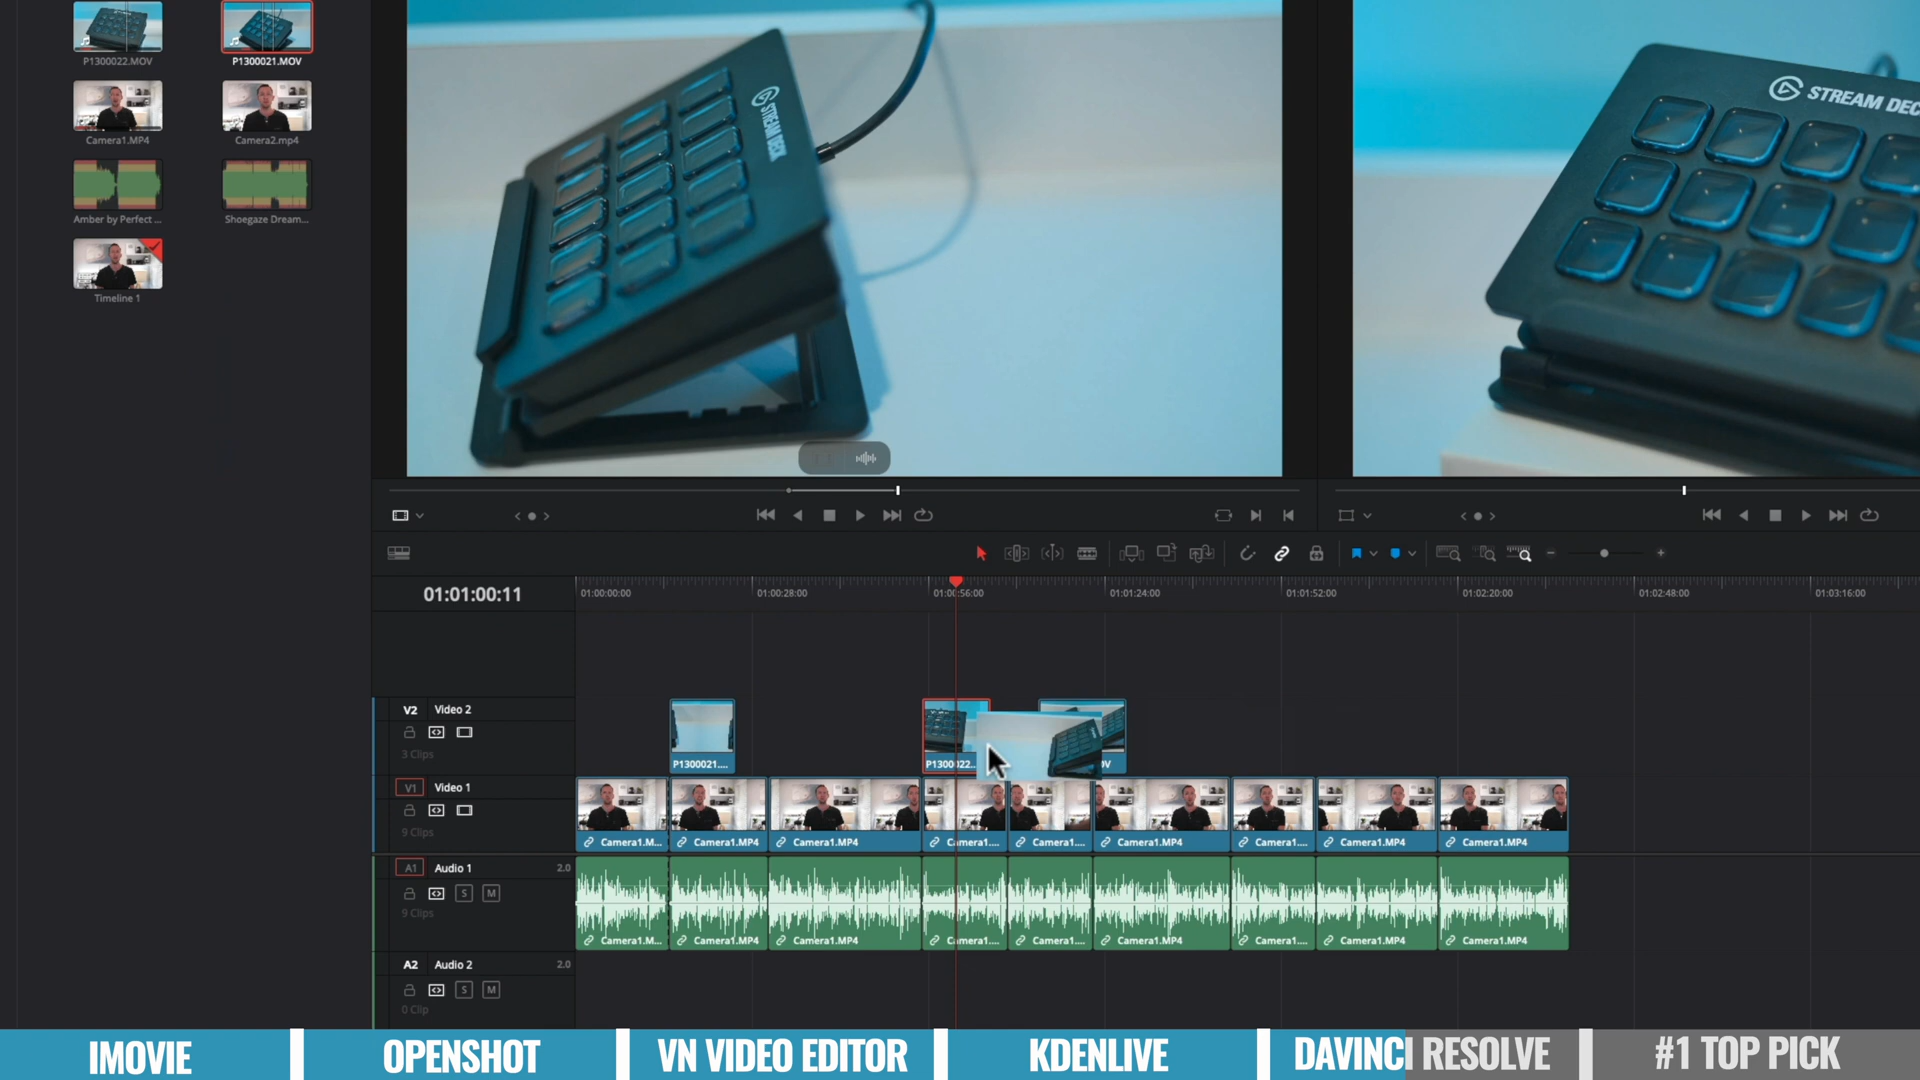 P1300022.MOV
P1300021.MOV
Camera1.MP4
Camera2.mp4
Amber by Perfect ...
Shoegaze Dream...
Timeline 1
STREAM DECK
STREAM DEC
01:01:00:11
01:00:00:00
01:00:28:00
01:00:56:00
01:01:24:00
01:01:52:00
01:02:20:00
01:02:48:00
01:03:16:00
V2 Video 2
3 Clips
P1300021....
P1300022...
OV
V1 Video 1
9 Clips
Camera1.M...
Camera1.MP4
Camera1.MP4
Camera1....
Camera1....
Camera1.MP4
Camera1....
Camera1.MP4
Camera1.MP4
A1 Audio 1 2.0
S M
9 Clips
Camera1.M...
Camera1.MP4
Camera1.MP4
Camera1....
Camera1....
Camera1.MP4
Camera1....
Camera1.MP4
Camera1.MP4
A2 Audio 2 2.0
S M
0 Clip
IMOVIE
OPENSHOT
VN VIDEO EDITOR
KDENLIVE
DAVINCI RESOLVE
#1 TOP PICK